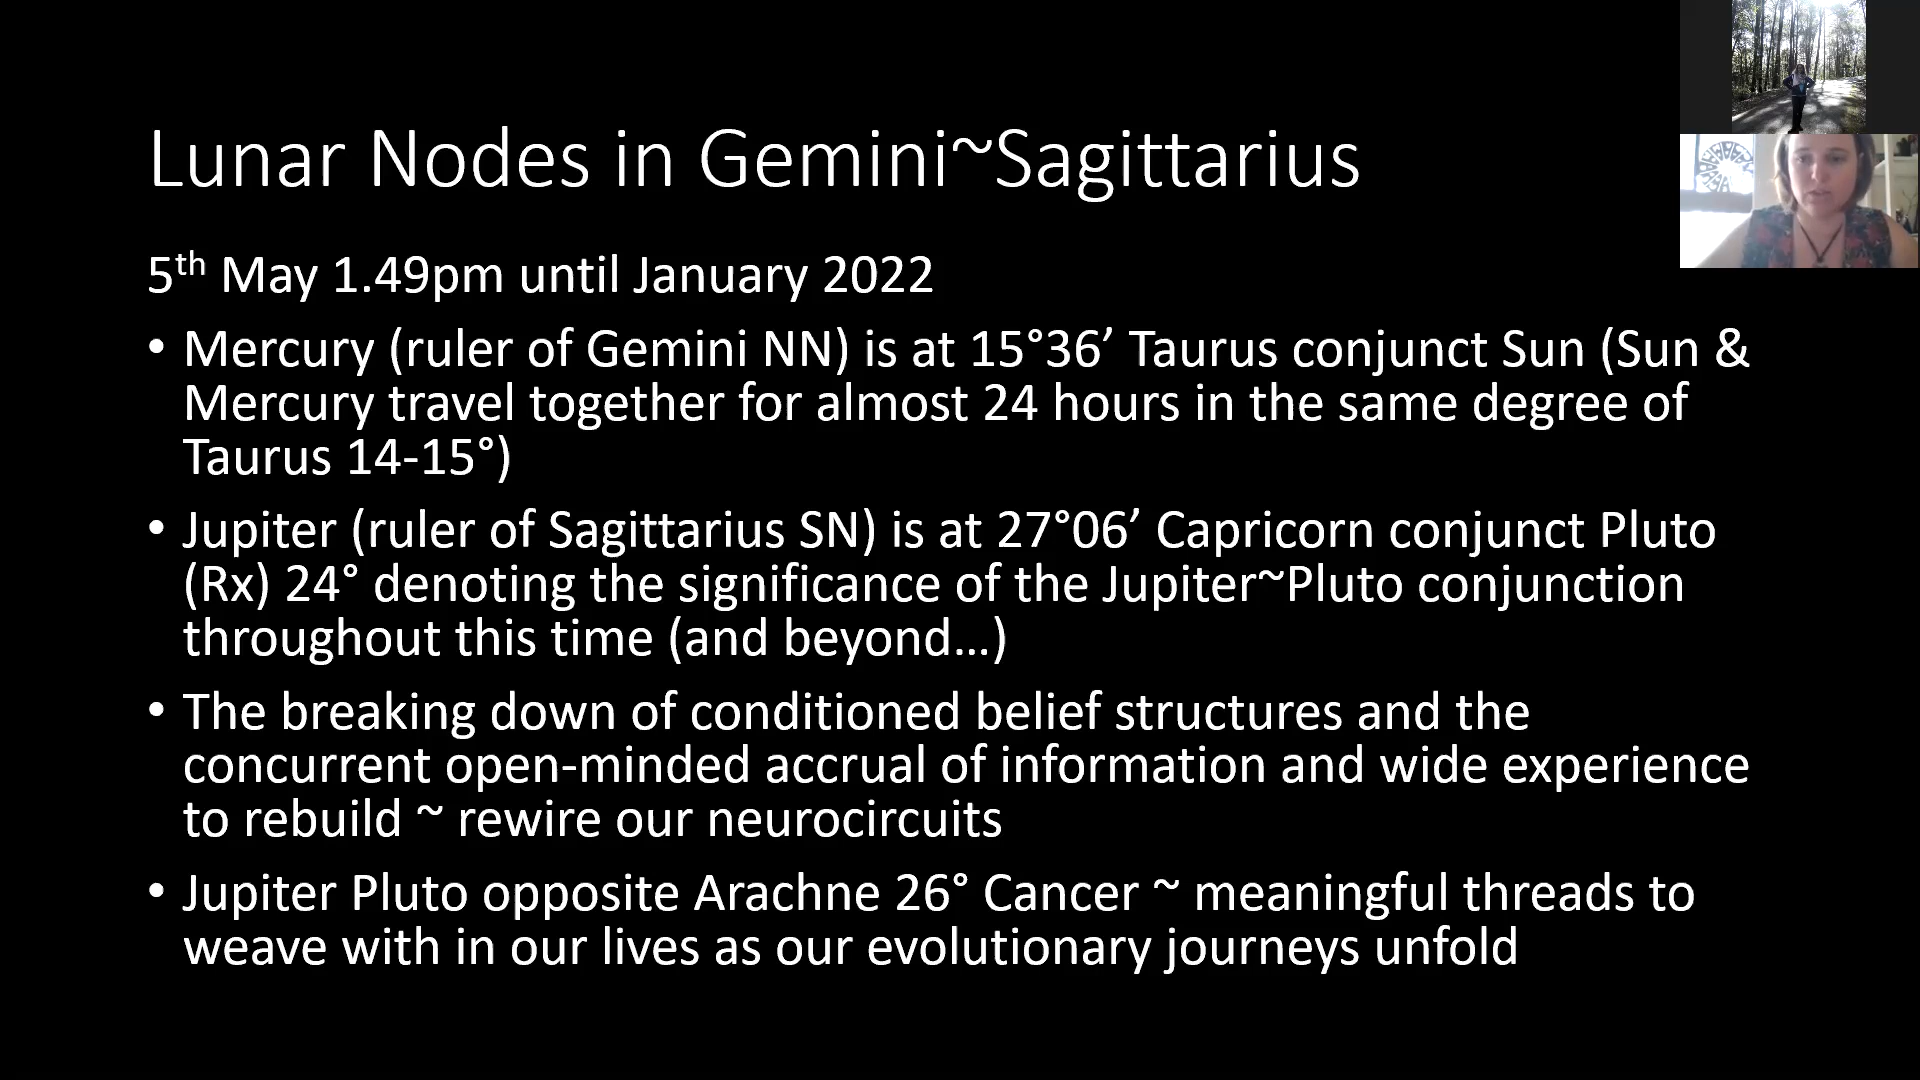 Lunar Nodes in Gemini~Sagittarius
5th May 1.49pm until January 2022
• Mercury (ruler of Gemini NN) is at 15°36’ Taurus conjunct Sun (Sun &
Mercury travel together for almost 24 hours in the same degree of
Taurus 14-15°)
• Jupiter (ruler of Sagittarius SN) is at 27°06’ Capricorn conjunct Pluto
(Rx) 24° denoting the significance of the Jupiter~Pluto conjunction
throughout this time (and beyond…)
• The breaking down of conditioned belief structures and the
concurrent open-minded accrual of information and wide experience
to rebuild ~ rewire our neurocircuits
• Jupiter Pluto opposite Arachne 26° Cancer ~ meaningful threads to
weave with in our lives as our evolutionary journeys unfold